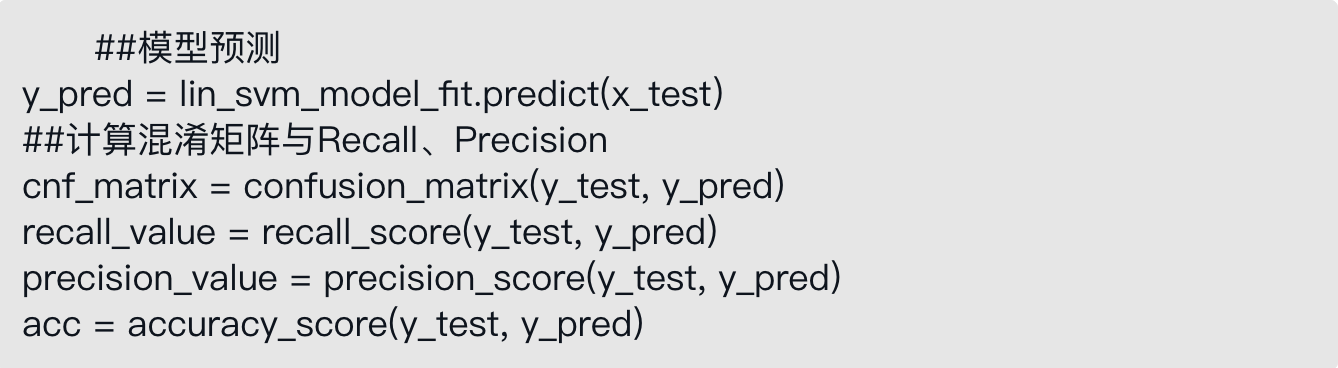 ##模型预测
y_pred = lin_svm_model_fit.predict(x_test)
##计算混淆矩阵与Recall、Precision
cnf_matrix = confusion_matrix(y_test, y_pred)
recall_value = recall_score(y_test, y_pred)
precision_value = precision_score(y_test, y_pred)
acc = accuracy_score(y_test, y_pred)